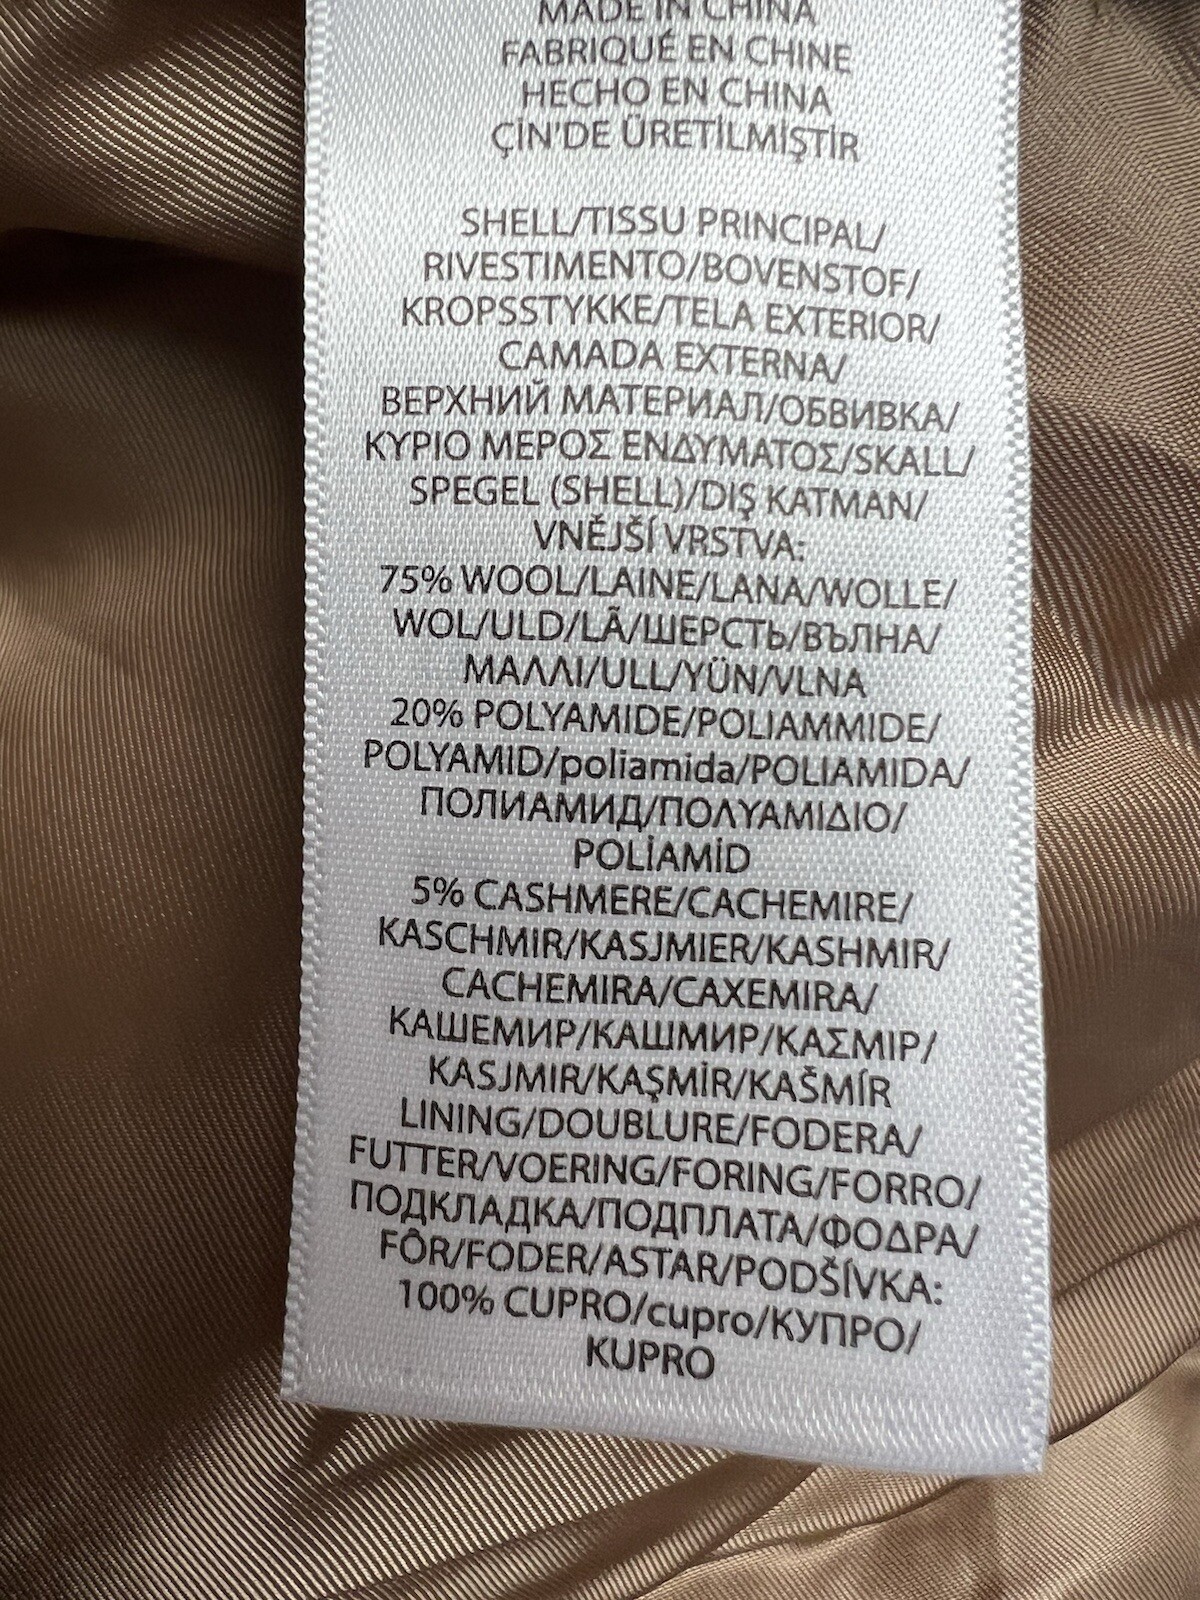 MADE IN CHINA
FABRIQUÉ EN CHINE
HECHO EN CHINA
ÇİN'DE ÜRETİLMİŞTİR
SHELL/TISSU PRINCIPAL/
RIVESTIMENTO/BOVENSTOF/
KROPSSTYKKE/TELA EXTERIOR/
CAMADA EXTERNA/
ВЕРХНИЙ МАТЕРИАЛ/ОБВИВКА/
ΚΥΡΙΟ ΜΕΡΟΣ ΕΝΔΥΜΑΤΟΣ/SKALL/
SPEGEL (SHELL)/DIŞ KATMAN/
VNĚJŠÍ VRSTVA:
75% WOOL/LAINE/LANA/WOLLE/
WOL/ULD/LÃ/ШЕРСТЬ/ВЪЛНА/
ΜΑΛΛΙ/ULL/YÜN/VLNA
20% POLYAMIDE/POLIAMMIDE/
POLYAMID/poliamida/POLIAMIDA/
ПОЛИАМИД/ΠΟΛΥΑΜΙΔΙΟ/
POLİAMİD
5% CASHMERE/CACHEMIRE/
KASCHMIR/KASJMIER/KASHMIR/
CACHEMIRA/CAXEMIRA/
КАШЕМИР/КАШМИР/ΚΑΣΜΙΡ/
KASJMIR/KAŞMİR/KAŠMÍR
LINING/DOUBLURE/FODERA/
FUTTER/VOERING/FORING/FORRO/
ПОДКЛАДКА/ПОДПЛАТА/ΦΟΔΡΑ/
FÔR/FODER/ASTAR/PODŠÍVKA:
100% CUPRO/cupro/КУПРО/
KUPRO